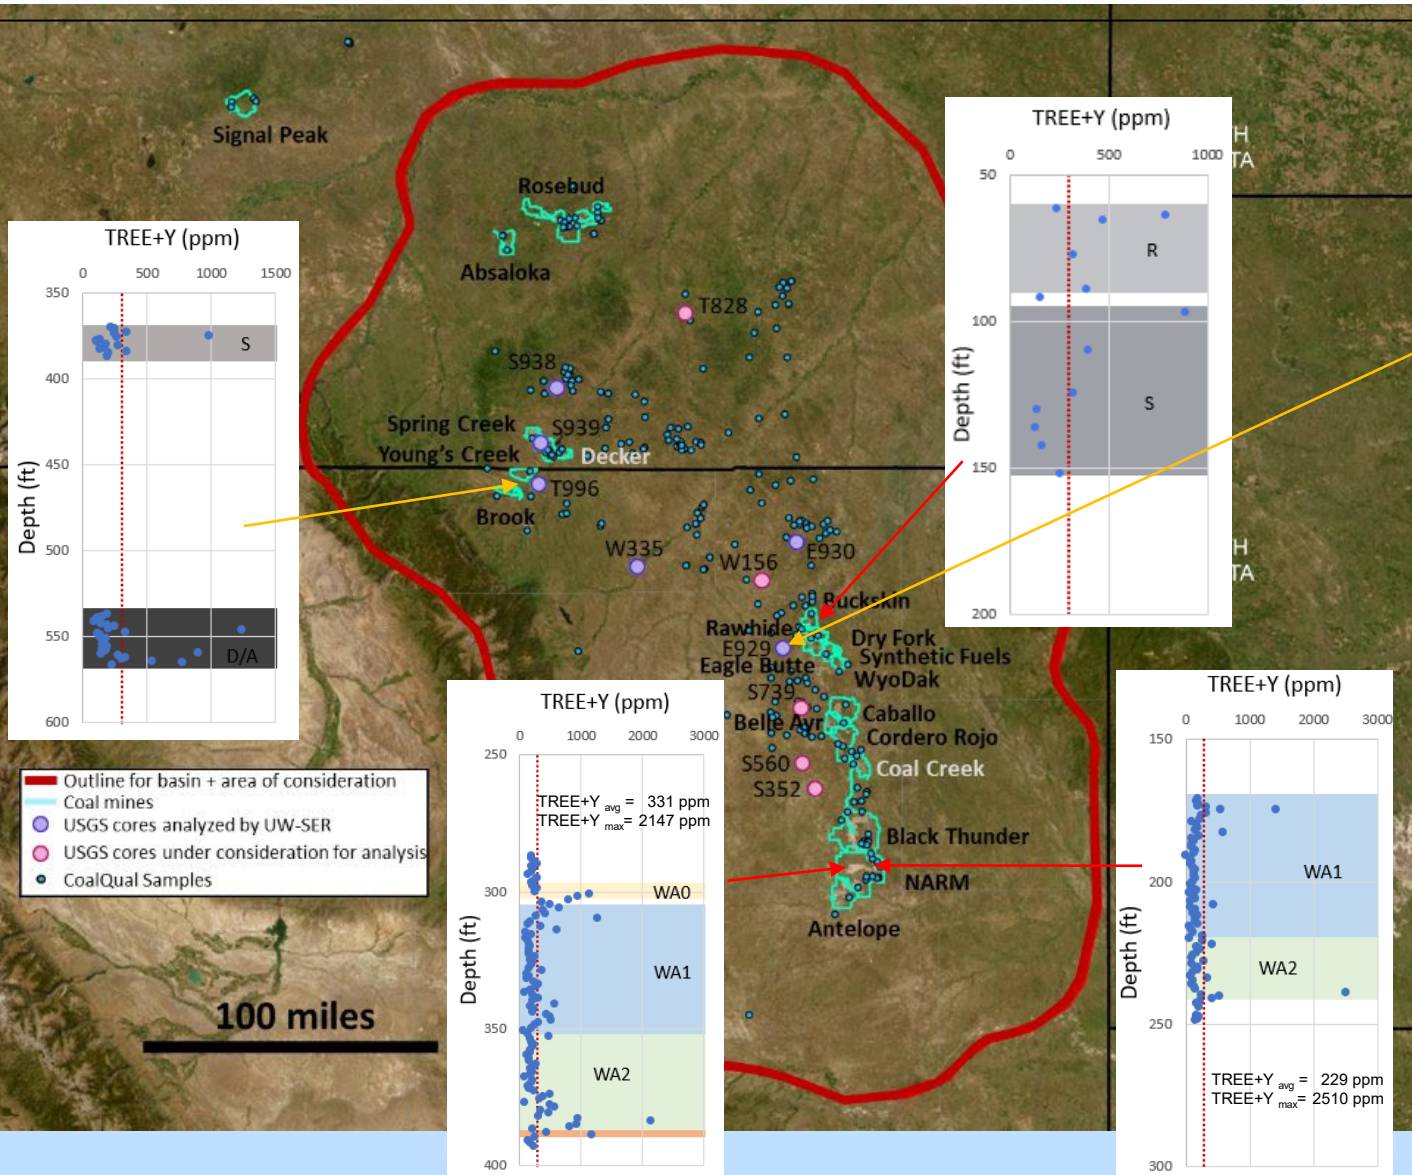 Signal Peak
Rosebud
Absaloka
T828
S938
Spring Creek
S939
Young's Creek
Decker
T996
Brook
W335
W156
E930
Buckskin
Rawhide
Dry Fork
E929
Synthetic Fuels
Eagle Butte
WyoDak
S739
Belle Ayr
Caballo
Cordero Rojo
S560
Coal Creek
S352
Black Thunder
NARM
Antelope
H
TA
H
TA
TREE+Y (ppm)
0 500 1000 1500
350
S
400
450
Depth (ft)
500
550
D/A
600
TREE+Y (ppm)
0 500 1000
50
R
100
Depth (ft)
S
150
200
Outline for basin + area of consideration
Coal mines
USGS cores analyzed by UW-SER
USGS cores under consideration for analysis
CoalQual Samples
100 miles
TREE+Y (ppm)
0 1000 2000 3000
250
TREE+Y avg = 331 ppm
TREE+Y max= 2147 ppm
300
WA0
Depth (ft)
WA1
350
WA2
400
TREE+Y (ppm)
0 1000 2000 3000
150
WA1
200
Depth (ft)
WA2
250
TREE+Y avg = 229 ppm
TREE+Y max= 2510 ppm
300